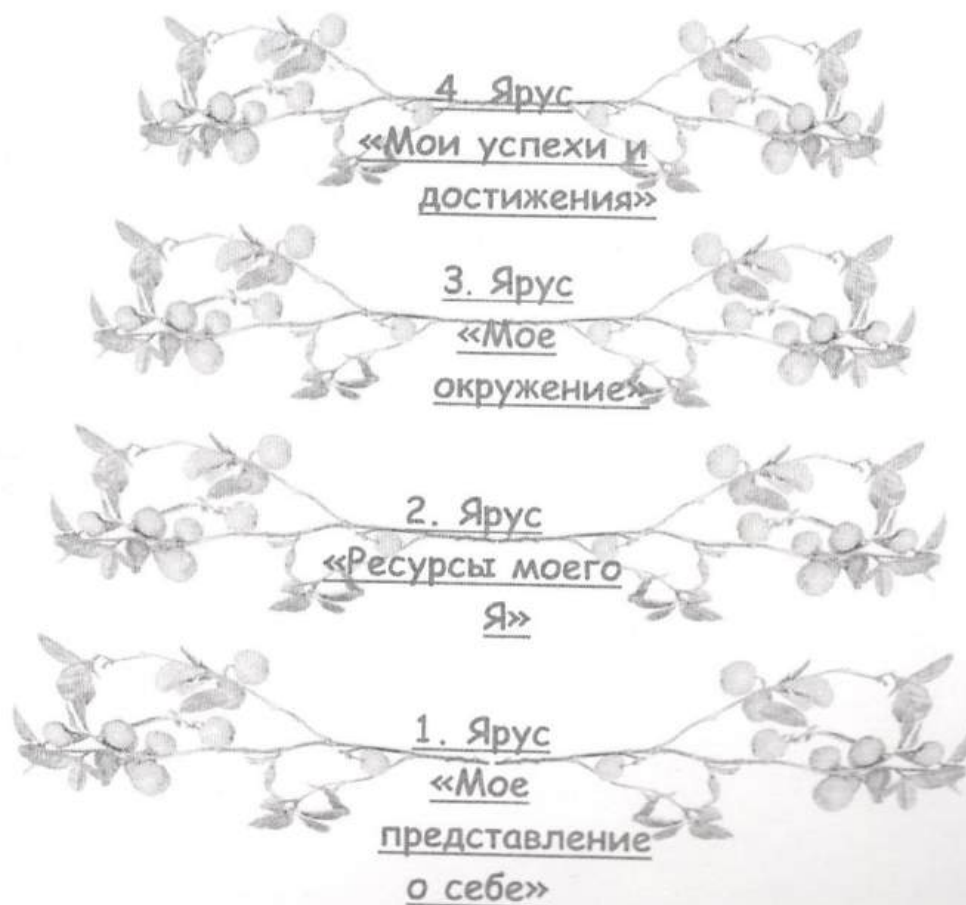 4. Ярус
«Мои успехи и
достижения»
3. Ярус
«Мое
окружение»
2. Ярус
«Ресурсы моего
Я»
1. Ярус
«Мое
представление
о себе»